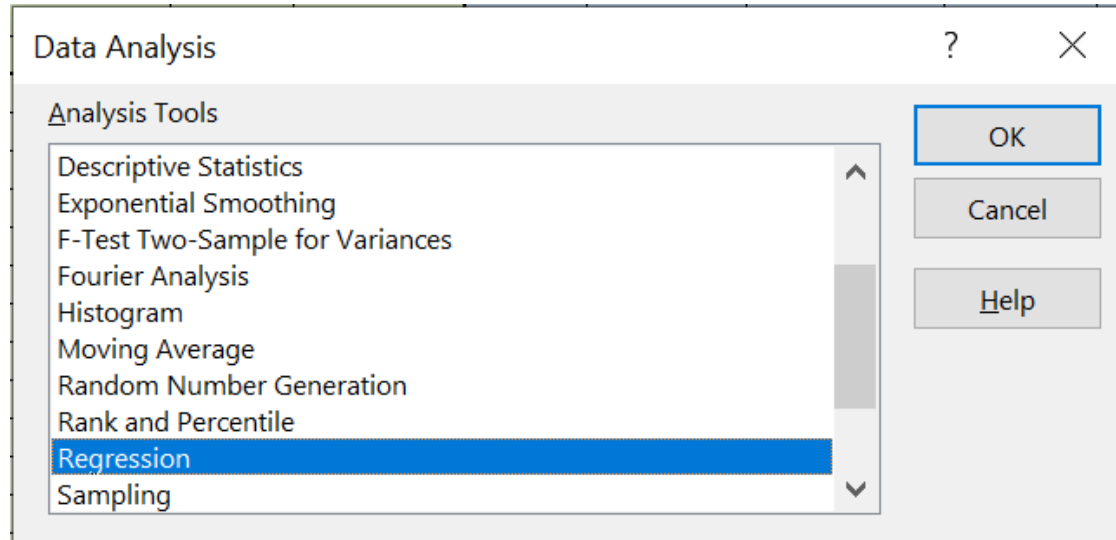 Data Analysis
?
Analysis Tools
Descriptive Statistics
Exponential Smoothing
F-Test Two-Sample for Variances
Fourier Analysis
Histogram
Moving Average
Random Number Generation
Rank and Percentile
Regression
Sampling
OK
Cancel
Help